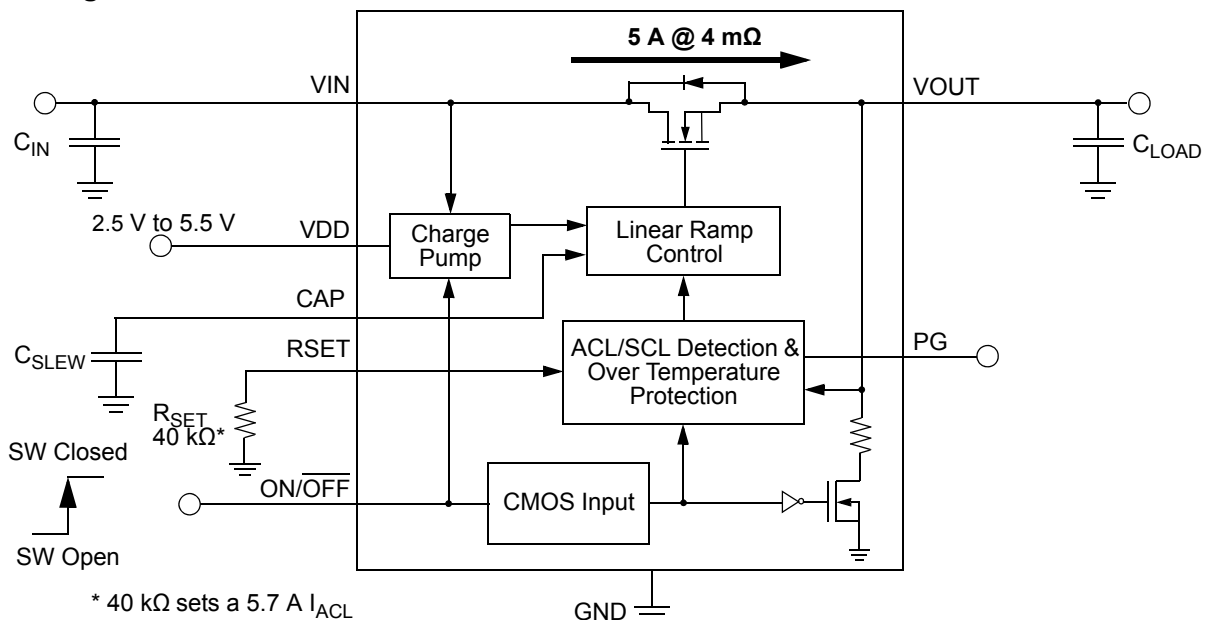 5 A @ 4 mΩ
VIN
VOUT
C_IN
C_LOAD
2.5 V to 5.5 V
VDD
Charge
Pump
Linear Ramp
Control
CAP
C_SLEW
RSET
ACL/SCL Detection &
Over Temperature
Protection
PG
R_SET
40 kΩ*
SW Closed
ON/OFF
CMOS Input
SW Open
* 40 kΩ sets a 5.7 A I_ACL
GND